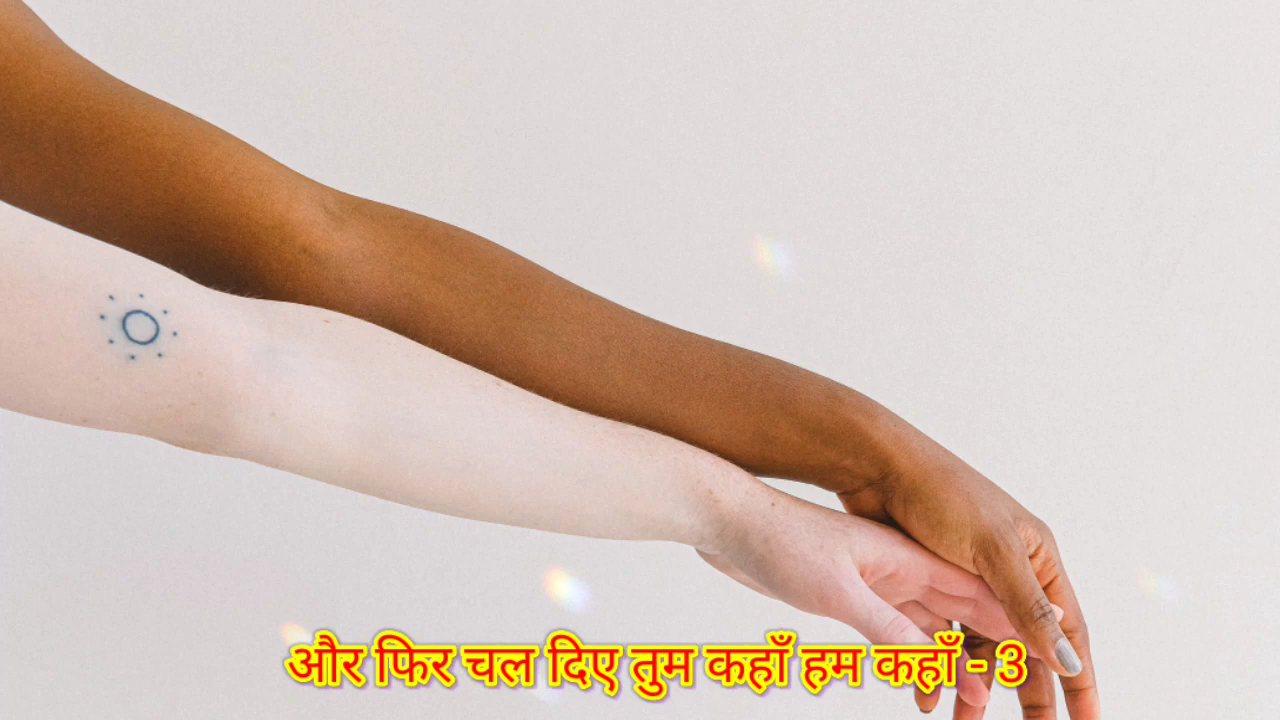 और फिर चल दिए तुम कहाँ हम कहाँ - 3